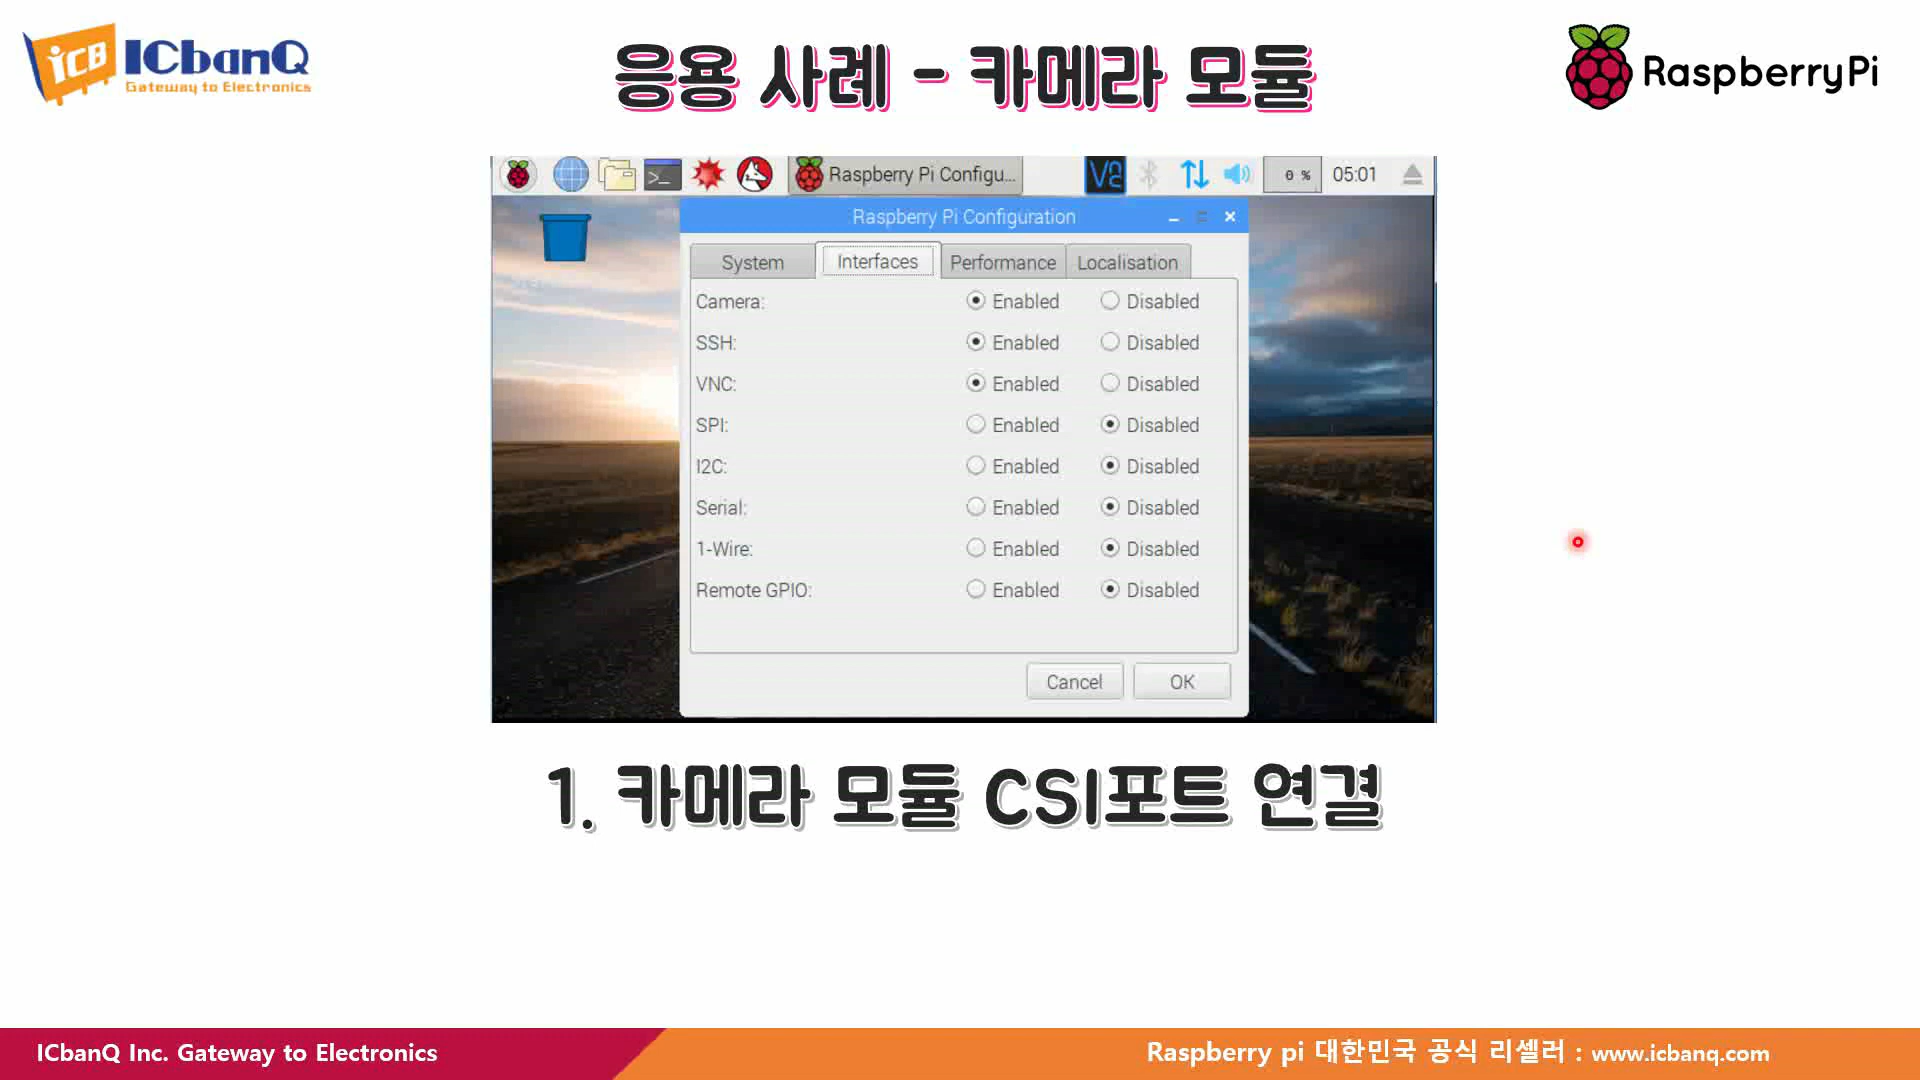 iCB ICbanQ
Gateway to Electronics
응용 사례 - 카메라 모듈
RaspberryPi
>_ Raspberry Pi Configu... V2 0 % 05:01
Raspberry Pi Configuration
System Interfaces Performance Localisation
Camera: Enabled Disabled
SSH: Enabled Disabled
VNC: Enabled Disabled
SPI: Enabled Disabled
I2C: Enabled Disabled
Serial: Enabled Disabled
1-Wire: Enabled Disabled
Remote GPIO: Enabled Disabled
Cancel OK
1. 카메라 모듈 CSI포트 연결
ICbanQ Inc. Gateway to Electronics
Raspberry pi 대한민국 공식 리셀러 : www.icbanq.com